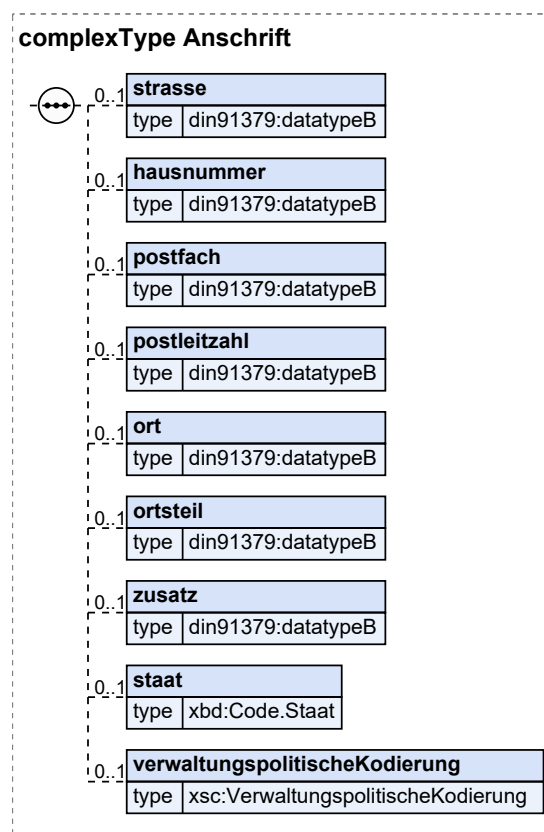 complexType Anschrift
0..1 strasse
type din91379:datatypeB
0..1 hausnummer
type din91379:datatypeB
0..1 postfach
type din91379:datatypeB
0..1 postleitzahl
type din91379:datatypeB
0..1 ort
type din91379:datatypeB
0..1 ortsteil
type din91379:datatypeB
0..1 zusatz
type din91379:datatypeB
0..1 staat
type xbd:Code.Staat
0..1 verwaltungspolitischeKodierung
type xsc:VerwaltungspolitischeKodierung